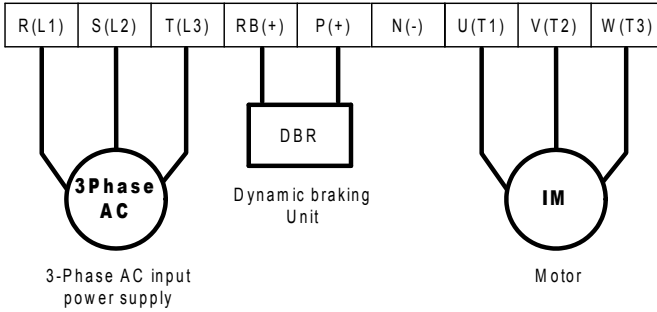 R(L1) S(L2) T(L3) RB(+) P(+) N(-) U(T1) V(T2) W(T3)
3Phase
AC
DBR
IM
Dynamic braking
Unit
3-Phase AC input
power supply
Motor